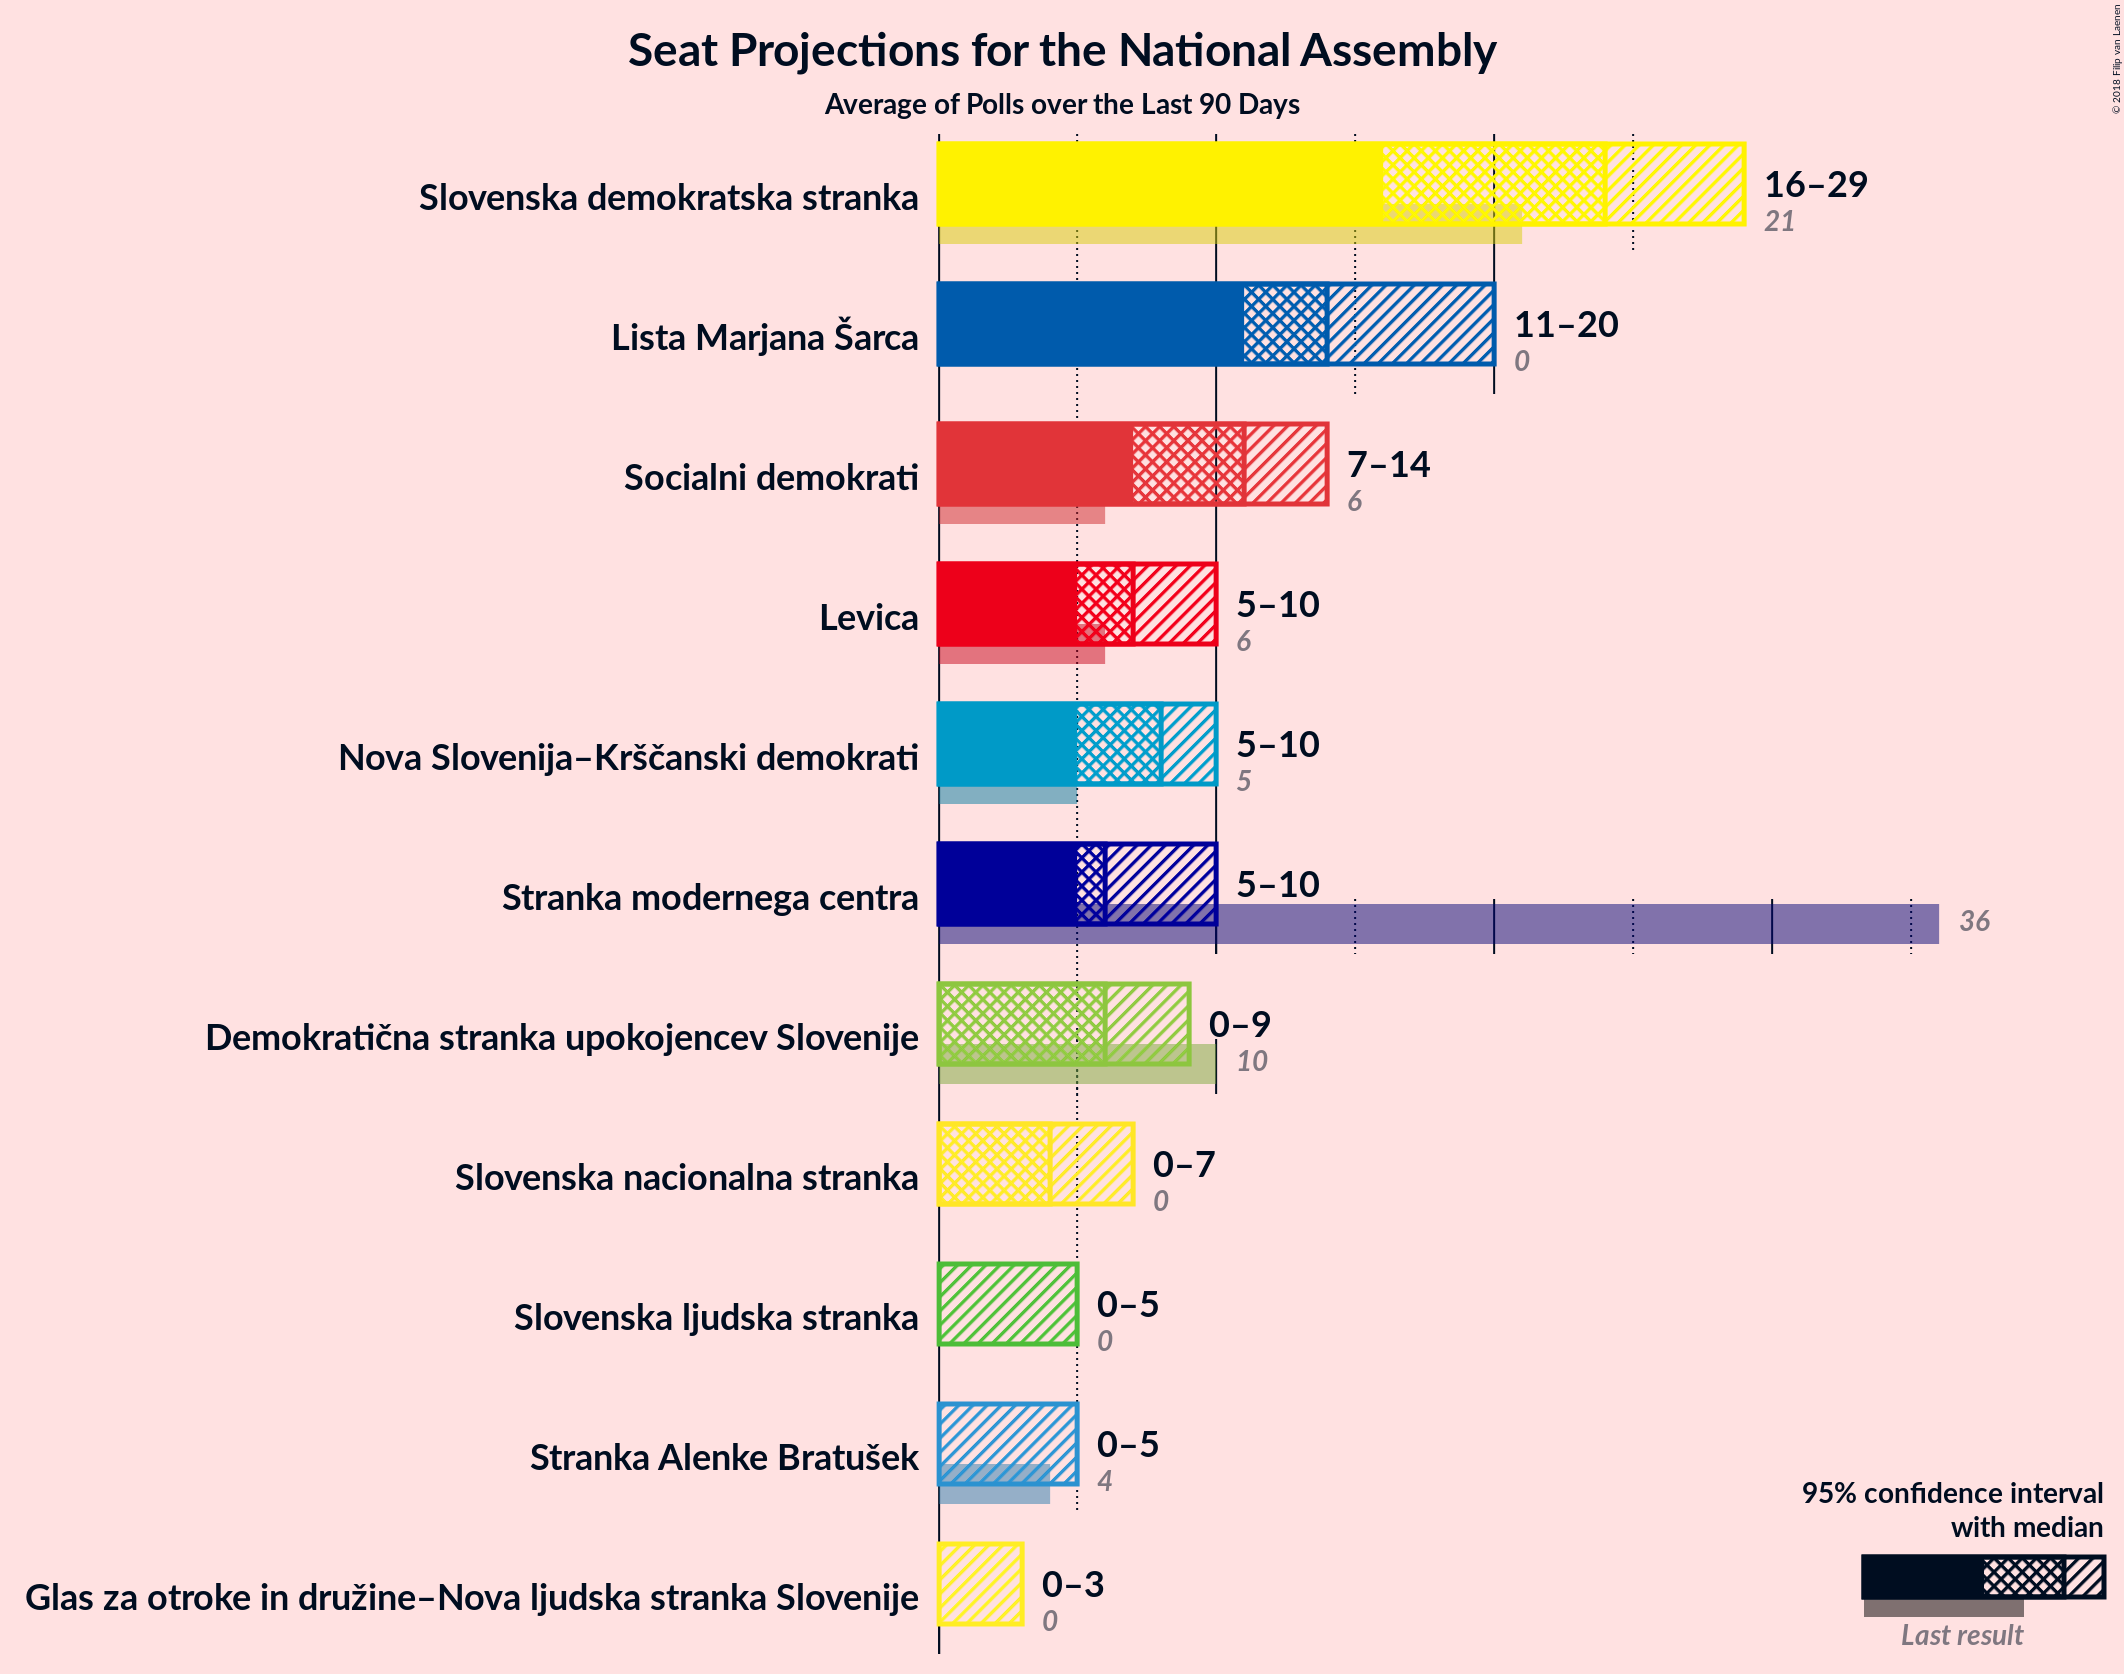 © 2018 Filip van Laenen
Seat Projections for the National Assembly
Average of Polls over the Last 90 Days
Slovenska demokratska stranka
16–29
21
Lista Marjana Šarca
11–20
0
Socialni demokrati
7–14
6
Levica
5–10
6
Nova Slovenija–Krščanski demokrati
5–10
5
Stranka modernega centra
5–10
36
Demokratična stranka upokojencev Slovenije
0–9
10
Slovenska nacionalna stranka
0–7
0
Slovenska ljudska stranka
0–5
0
Stranka Alenke Bratušek
0–5
4
Glas za otroke in družine–Nova ljudska stranka Slovenije
0–3
0
95% confidence interval
with median
Last result